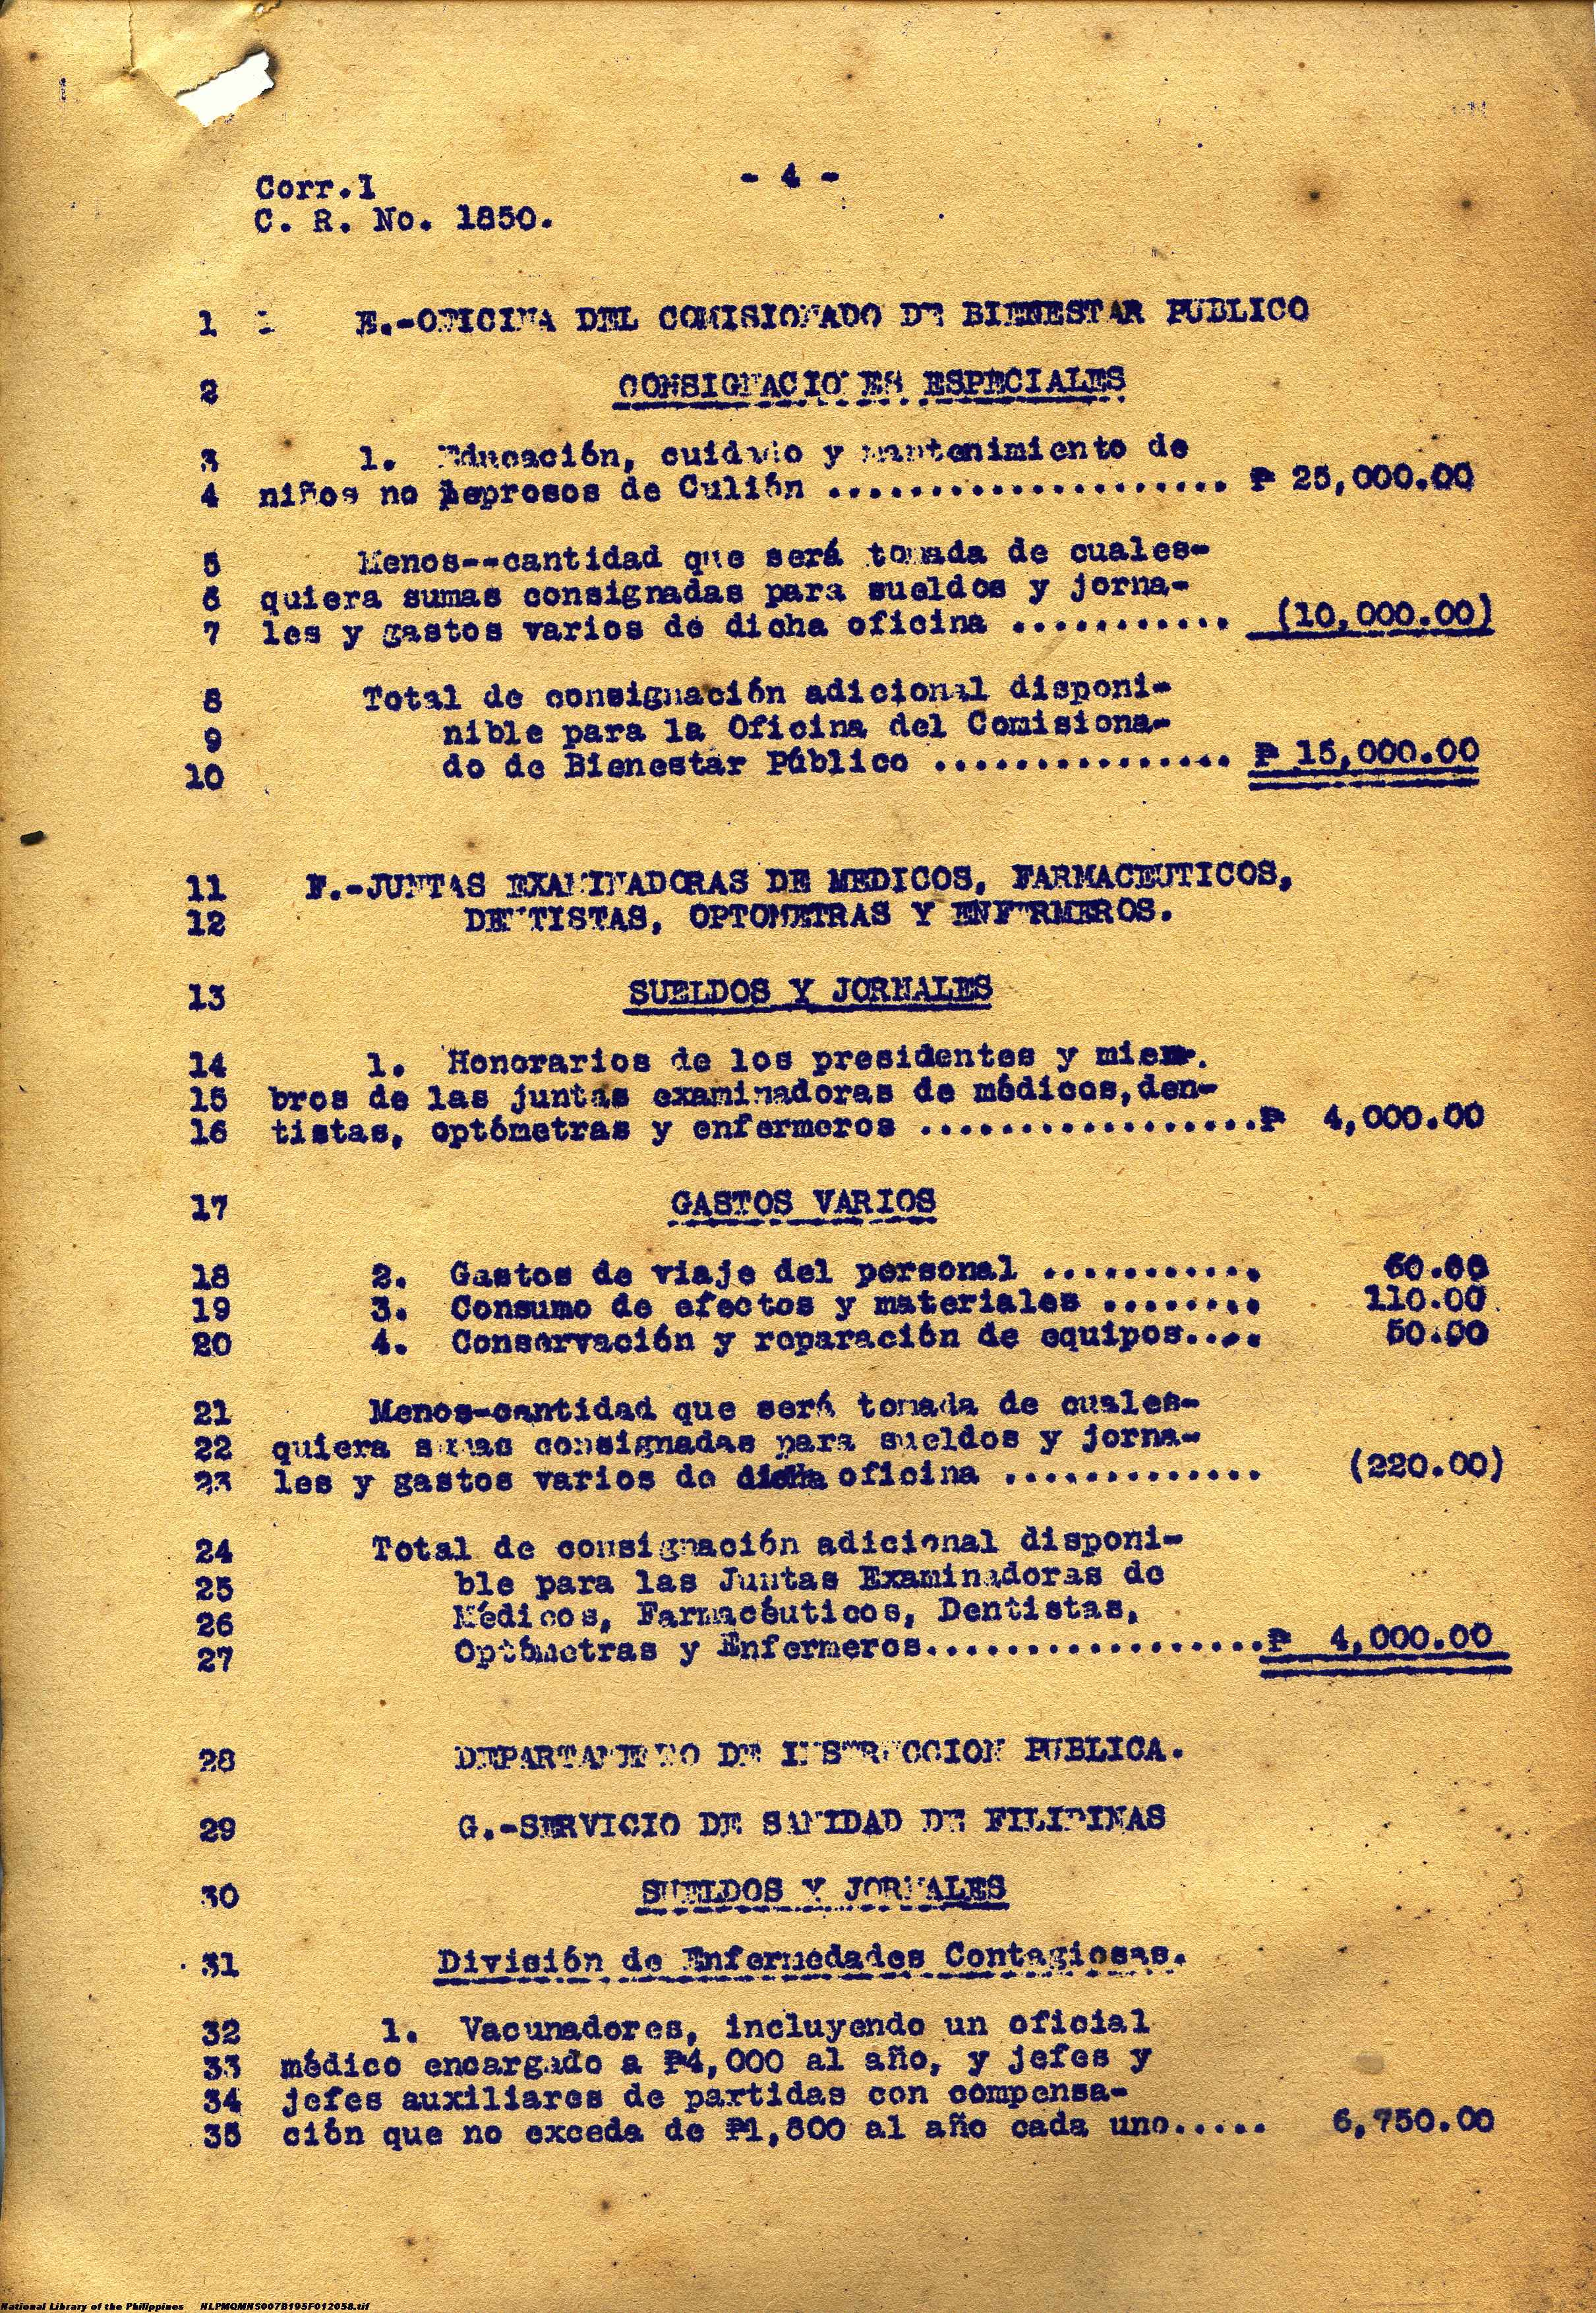 - 4 -
Corr.1
C. R. No. 1850.
1 E.-OFICINA DEL COMISIONADO DE BIENESTAR PUBLICO
2 CONSIGNACIONES ESPECIALES
3 1. Educación, cuidado y mantenimiento de
4 niños no leprosos de Culión .................... ₱ 25,000.00
5 Menos--cantidad que será tomada de cuales-
6 quiera sumas consignadas para sueldos y jorna-
7 les y gastos varios de dicha oficina ........... (10,000.00)
8 Total de consignación adicional disponi-
9 nible para la Oficina del Comisiona-
10 do de Bienestar Público ............... ₱ 15,000.00
11 F.-JUNTAS EXAMINADORAS DE MEDICOS, FARMACEUTICOS,
12 DENTISTAS, OPTOMETRAS Y ENFERMEROS.
13 SUELDOS Y JORNALES
14 1. Honorarios de los presidentes y miem-
15 bros de las juntas examinadoras de médicos,den-
16 tistas, optómetras y enfermeros .................₱ 4,000.00
17 GASTOS VARIOS
18 2. Gastos de viaje del personal ........... 60.00
19 3. Consumo de efectos y materiales ........ 110.00
20 4. Conservación y reparación de equipos.... 50.00
21 Menos-cantidad que será tomada de cuales-
22 quiera sumas consignadas para sueldos y jorna-
23 les y gastos varios de dicha oficina ............. (220.00)
24 Total de consignación adicional disponi-
25 ble para las Juntas Examinadoras de
26 Médicos, Farmacéuticos, Dentistas,
27 Optómetras y Enfermeros.................₱ 4,000.00
28 DEPARTAMENTO DE INSTRUCCION PUBLICA.
29 G.-SERVICIO DE SANIDAD DE FILIPINAS
30 SUELDOS Y JORNALES
31 División de Enfermedades Contagiosas.
32 1. Vacunadores, incluyendo un oficial
33 médico encargado a ₱4,000 al año, y jefes y
34 jefes auxiliares de partidas con compensa-
35 ción que no exceda de ₱1,800 al año cada uno..... 6,750.00
National Library of the Philippines NLPMQMNS007B195F012058.tif